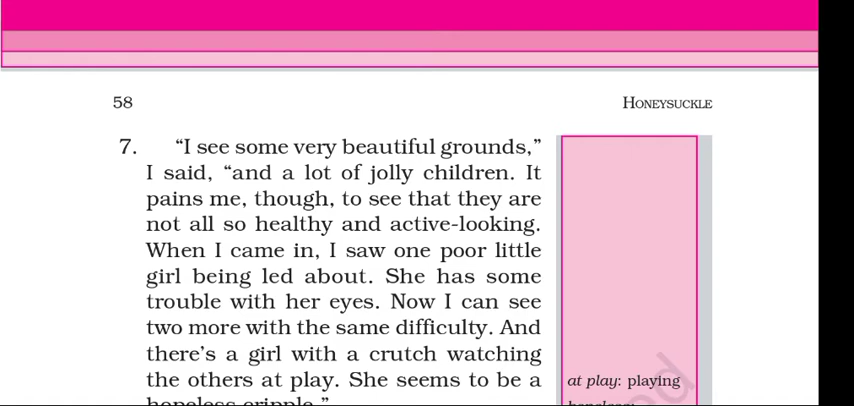 58
HONEYSUCKLE
7. “I see some very beautiful grounds,”
I said, “and a lot of jolly children. It
pains me, though, to see that they are
not all so healthy and active-looking.
When I came in, I saw one poor little
girl being led about. She has some
trouble with her eyes. Now I can see
two more with the same difficulty. And
there’s a girl with a crutch watching
the others at play. She seems to be a
hopeless cripple.”
at play: playing
hopeless: